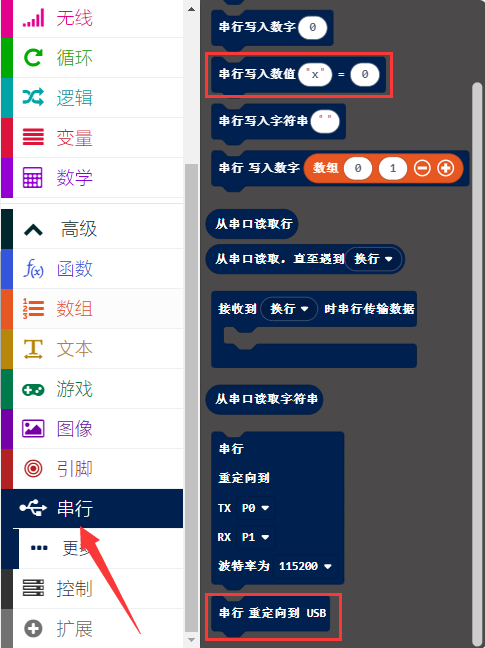 无线
循环
逻辑
变量
数学
高级
f(x) 函数
数组
文本
游戏
图像
引脚
串行
更多
控制
扩展
串行写入数字 0
串行写入数值 "x" = 0
串行写入字符串 " "
串行 写入数字 数组 0 1
从串口读取行
从串口读取，直至遇到 换行
接收到 换行 时串行传输数据
从串口读取字符串
串行
重定向到
TX P0
RX P1
波特率为 115200
串行 重定向到 USB